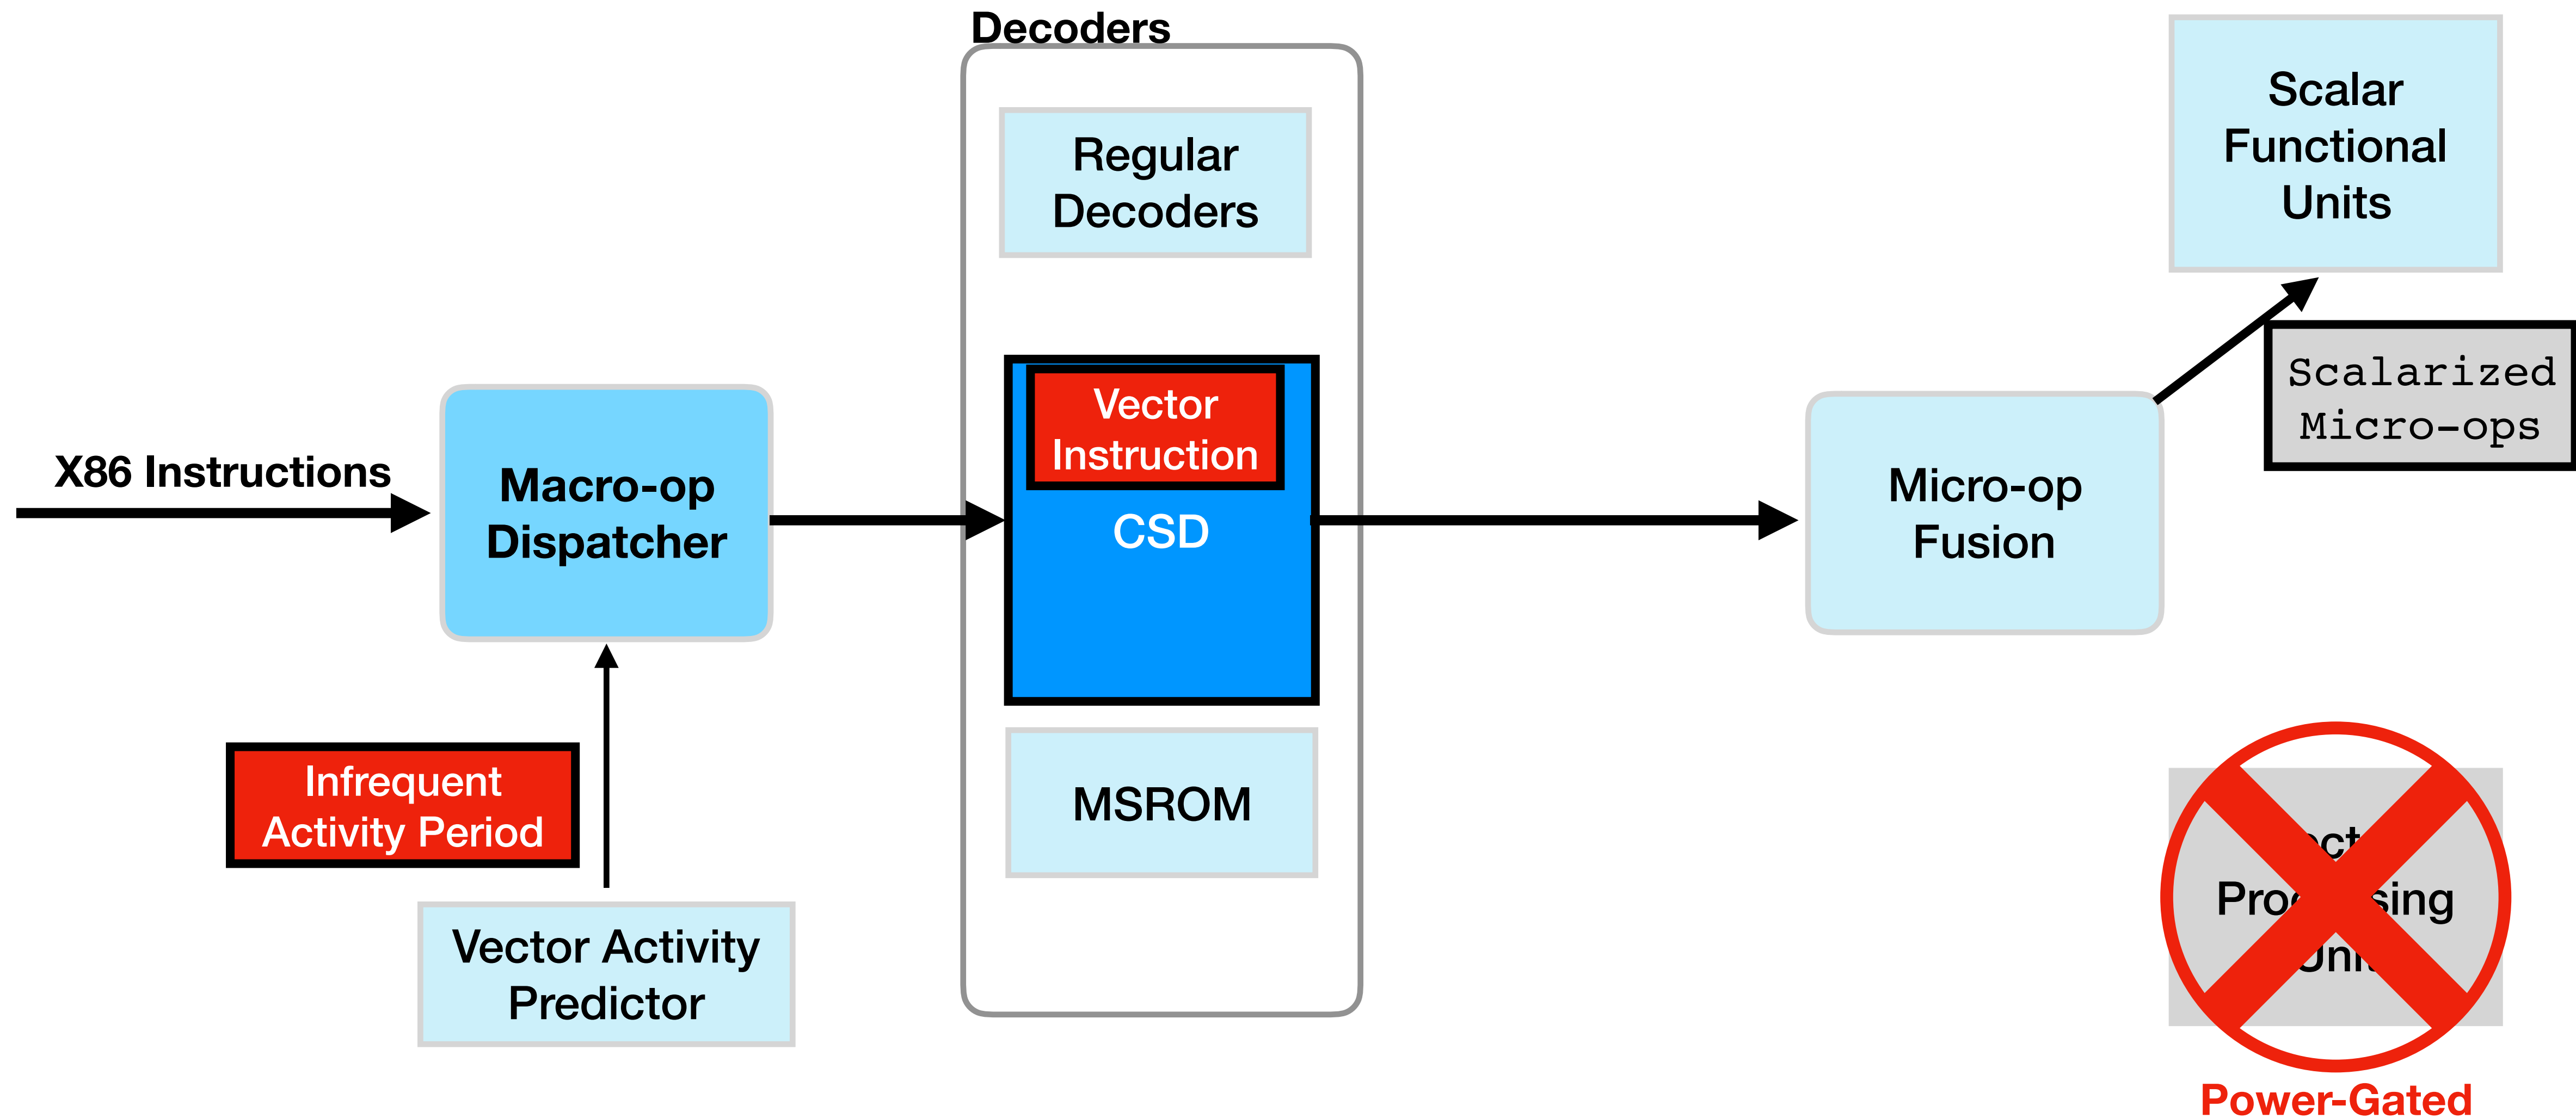 Decoders
Scalar
Functional
Units
Regular
Decoders
Vector
Instruction
Scalarized
Micro-ops
X86 Instructions
Macro-op
Dispatcher
CSD
Micro-op
Fusion
Infrequent
Activity Period
MSROM
Vector Activity
Predictor
Power-Gated